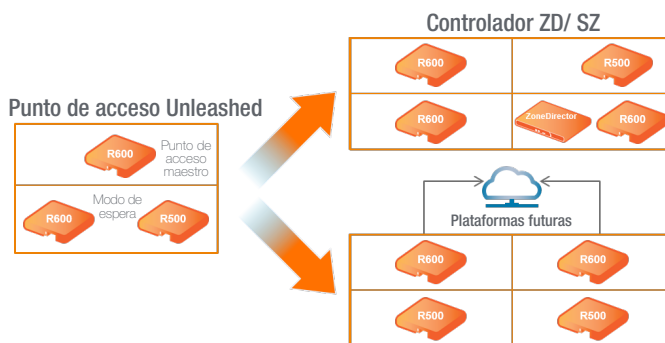 Controlador ZD/ SZ
R600
R500
R600
ZoneDirector
R600
Punto de acceso Unleashed
R600
Punto de
acceso
maestro
R600
Modo de
espera
R500
Plataformas futuras
R600
R600
R500
R500